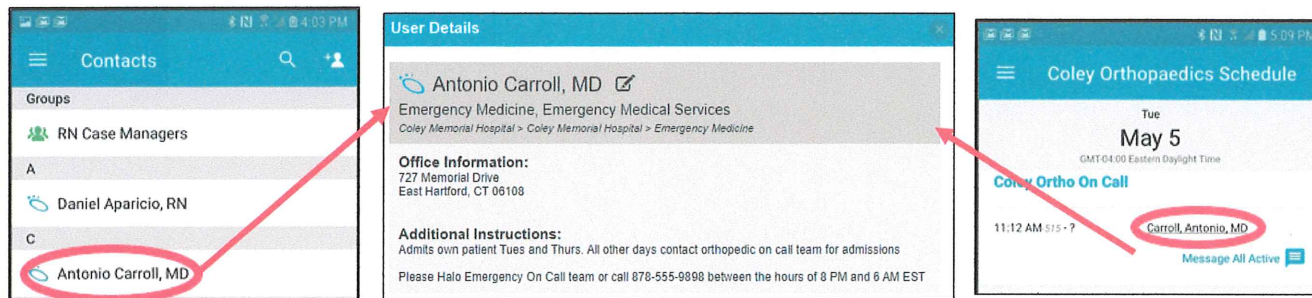 4:03 PM
Contacts
Groups
RN Case Managers
A
Daniel Aparicio, RN
C
Antonio Carroll, MD
User Details
Antonio Carroll, MD
Emergency Medicine, Emergency Medical Services
Coley Memorial Hospital > Coley Memorial Hospital > Emergency Medicine
Office Information:
727 Memorial Drive
East Hartford, CT 06108
Additional Instructions:
Admits own patient Tues and Thurs. All other days contact orthopedic on call team for admissions
Please Halo Emergency On Call team or call 878-555-9898 between the hours of 8 PM and 6 AM EST
5:09 PM
Coley Orthopaedics Schedule
Tue
May 5
GMT-04:00 Eastern Daylight Time
Coley Ortho On Call
11:12 AM 5/5 - ? Carroll, Antonio, MD
Message All Active